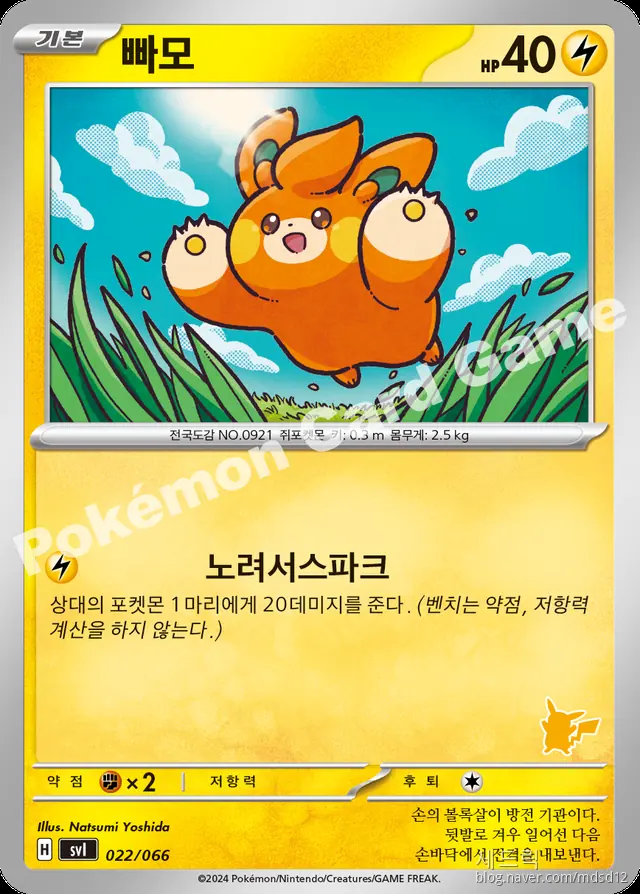 기본 빠모 HP 40
전국도감 NO.0921 쥐포켓몬 키: 0.3 m 몸무게: 2.5 kg
Pokémon Card Game
노려서스파크
상대의 포켓몬 1마리에게 20데미지를 준다. (벤치는 약점, 저항력
계산을 하지 않는다.)
약점 ×2 저항력 후퇴
손의 볼록살이 방전 기관이다.
뒷발로 겨우 일어선 다음
손바닥에서 전격을 내보낸다.
Illus. Natsumi Yoshida
H svI 022/066
©2024 Pokémon/Nintendo/Creatures/GAME FREAK.
blog.naver.com/mdsd12